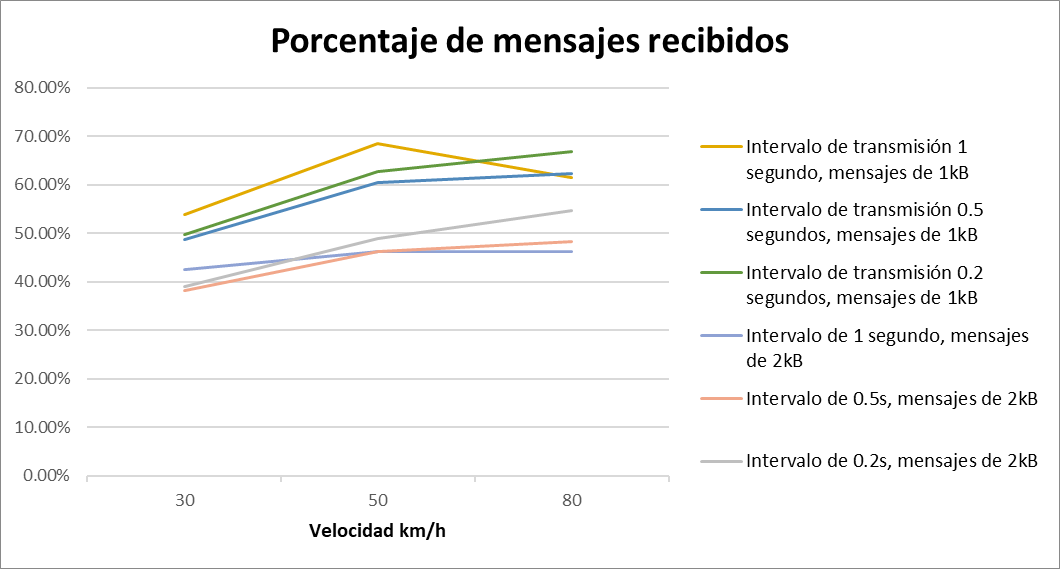 Porcentaje de mensajes recibidos
80.00%
70.00%
60.00%
50.00%
40.00%
30.00%
20.00%
10.00%
0.00%
30
50
80
Velocidad km/h
Intervalo de transmisión 1
segundo, mensajes de 1kB
Intervalo de transmisión 0.5
segundos, mensajes de 1kB
Intervalo de transmisión 0.2
segundos, mensajes de 1kB
Intervalo de 1 segundo, mensajes
de 2kB
Intervalo de 0.5s, mensajes de 2kB
Intervalo de 0.2s, mensajes de 2kB